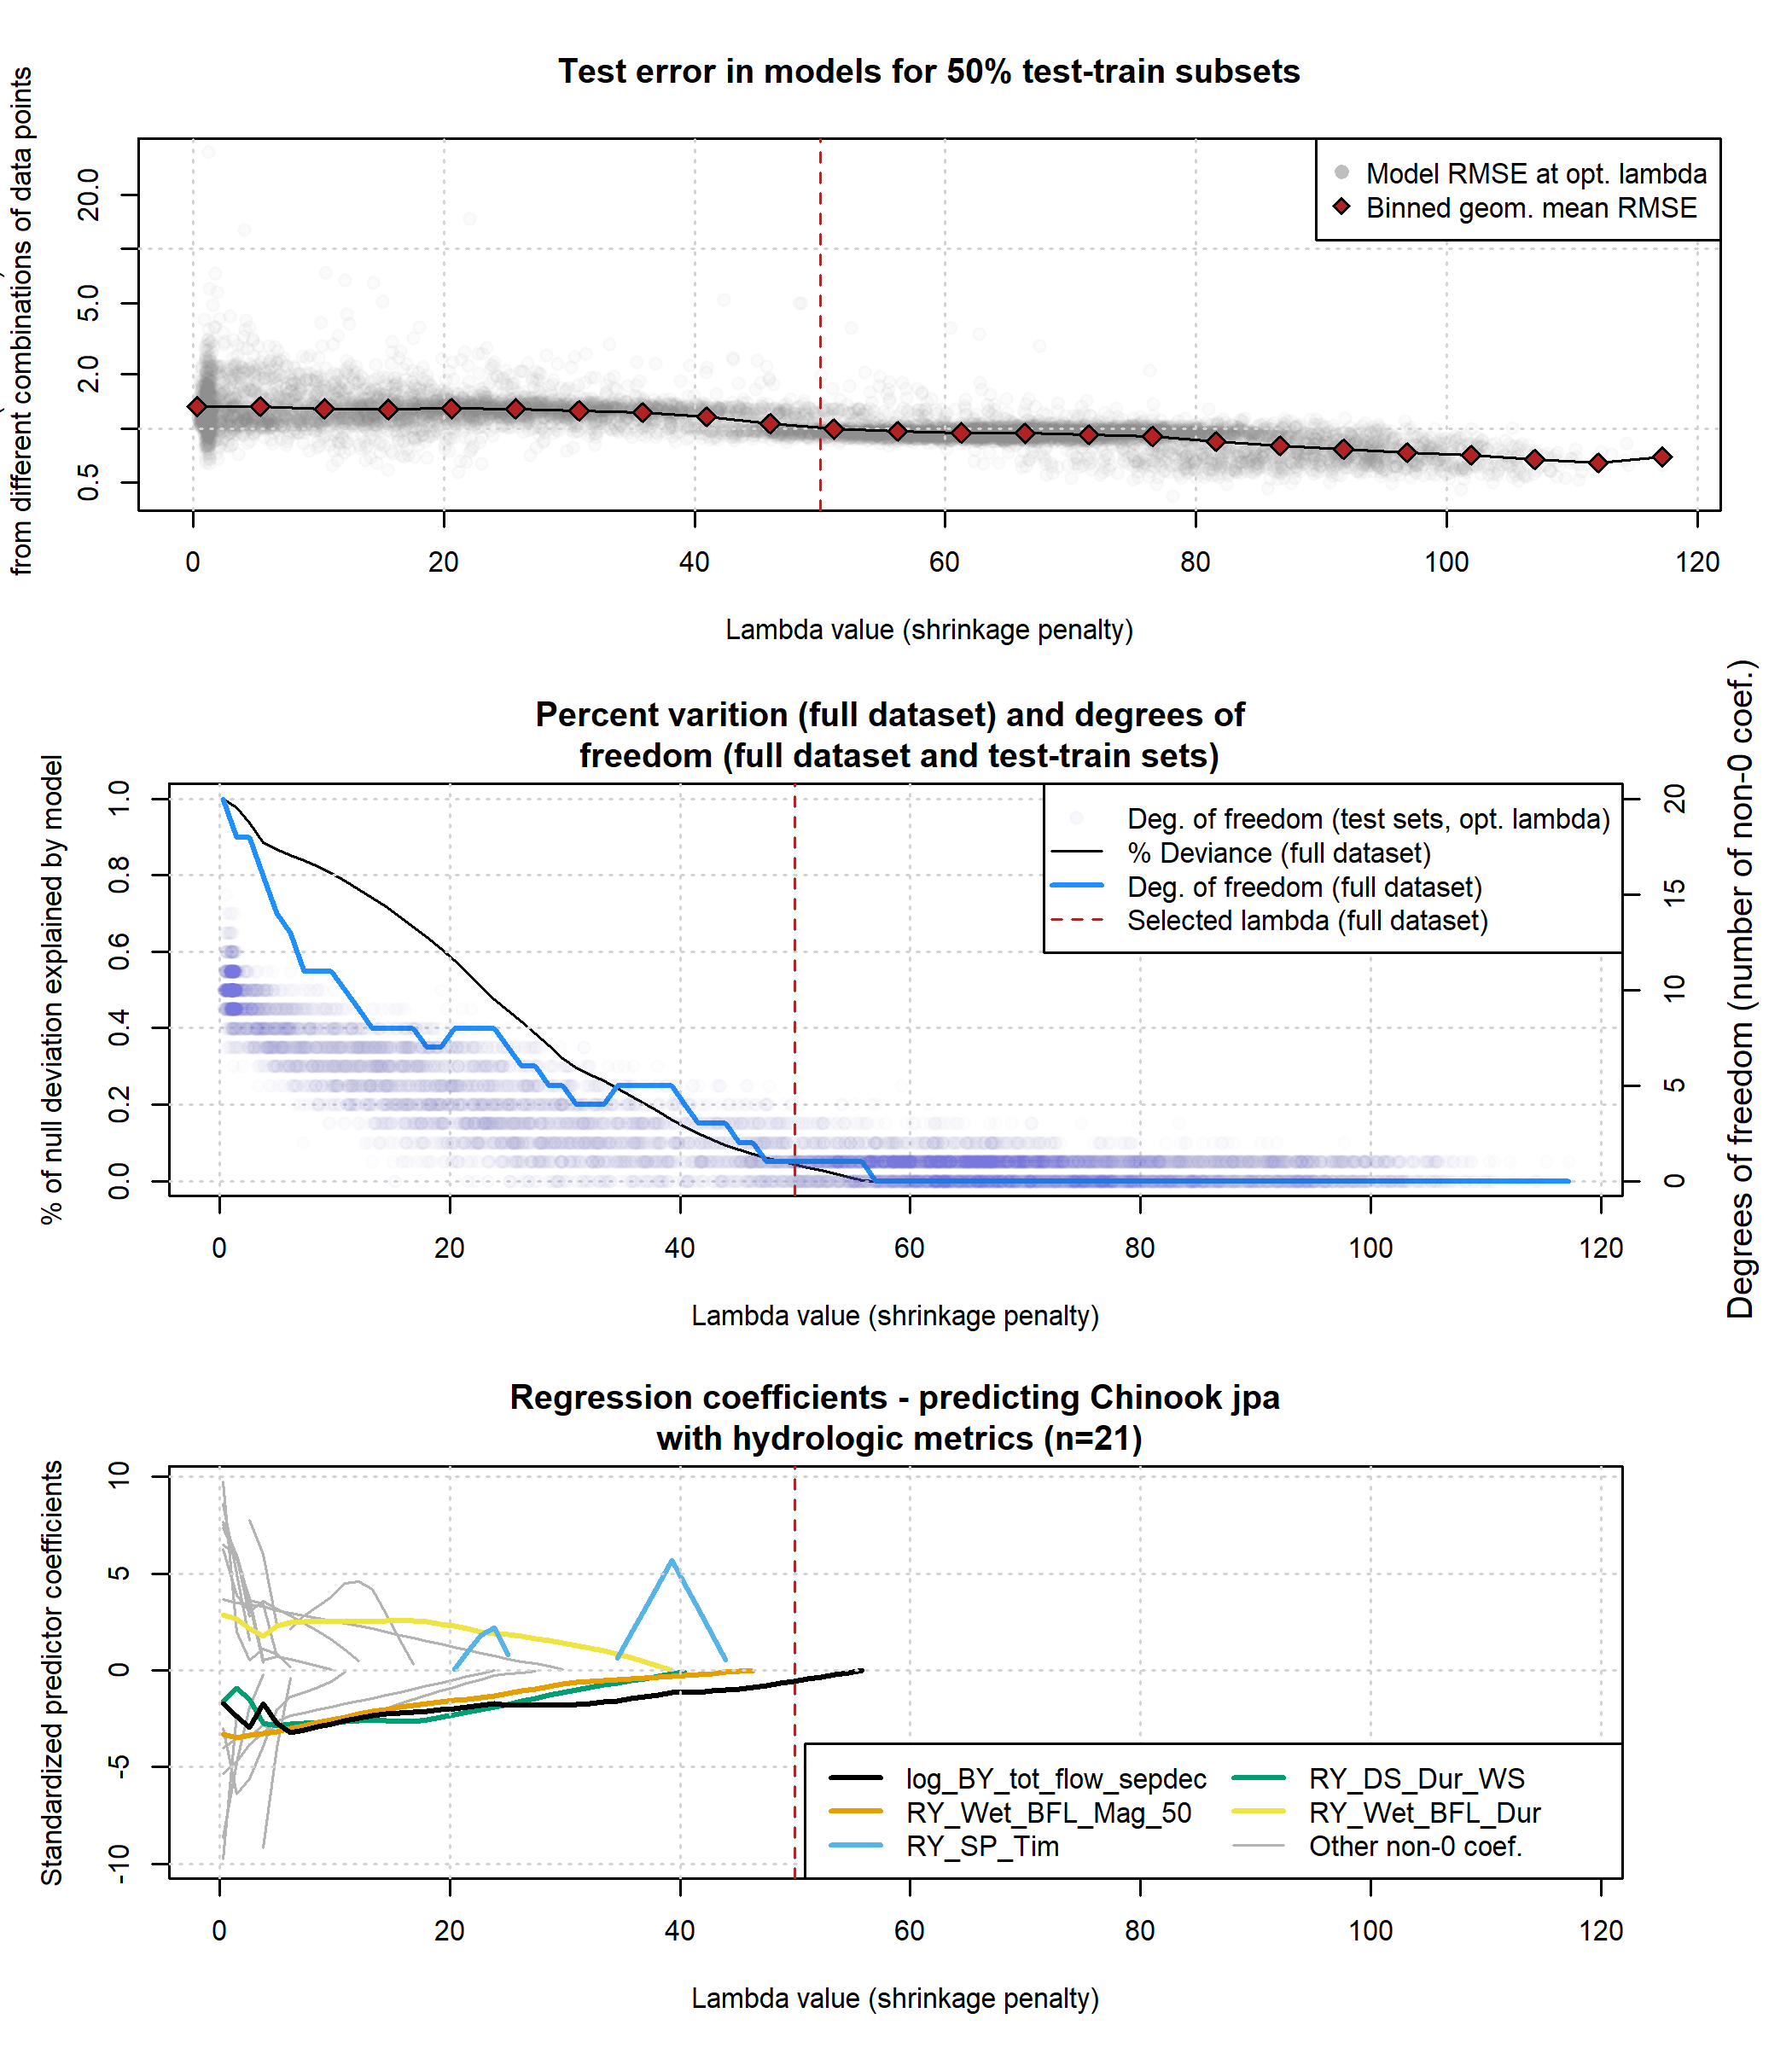 Test error in models for 50% test-train subsets
from different combinations of data points
20.0
5.0
2.0
0.5
Model RMSE at opt. lambda
Binned geom. mean RMSE
0 20 40 60 80 100 120
Lambda value (shrinkage penalty)
Percent varition (full dataset) and degrees of
freedom (full dataset and test-train sets)
% of null deviation explained by model
1.0
0.8
0.6
0.4
0.2
0.0
Deg. of freedom (test sets, opt. lambda)
% Deviance (full dataset)
Deg. of freedom (full dataset)
Selected lambda (full dataset)
20
15
10
5
0
Degrees of freedom (number of non-0 coef.)
0 20 40 60 80 100 120
Lambda value (shrinkage penalty)
Regression coefficients - predicting Chinook jpa
with hydrologic metrics (n=21)
Standardized predictor coefficients
10
5
0
-5
-10
log_BY_tot_flow_sepdec
RY_Wet_BFL_Mag_50
RY_SP_Tim
RY_DS_Dur_WS
RY_Wet_BFL_Dur
Other non-0 coef.
0 20 40 60 80 100 120
Lambda value (shrinkage penalty)